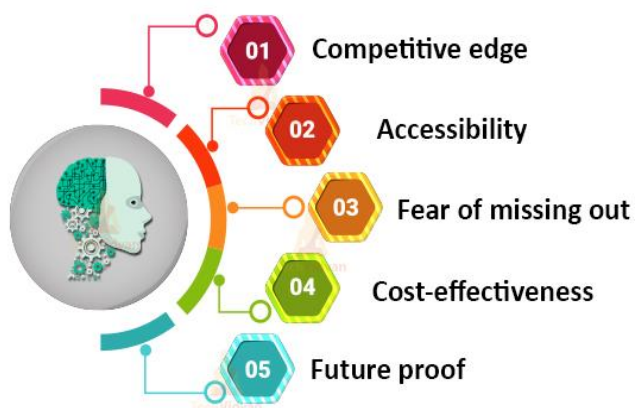 01 Competitive edge
02 Accessibility
03 Fear of missing out
04 Cost-effectiveness
05 Future proof